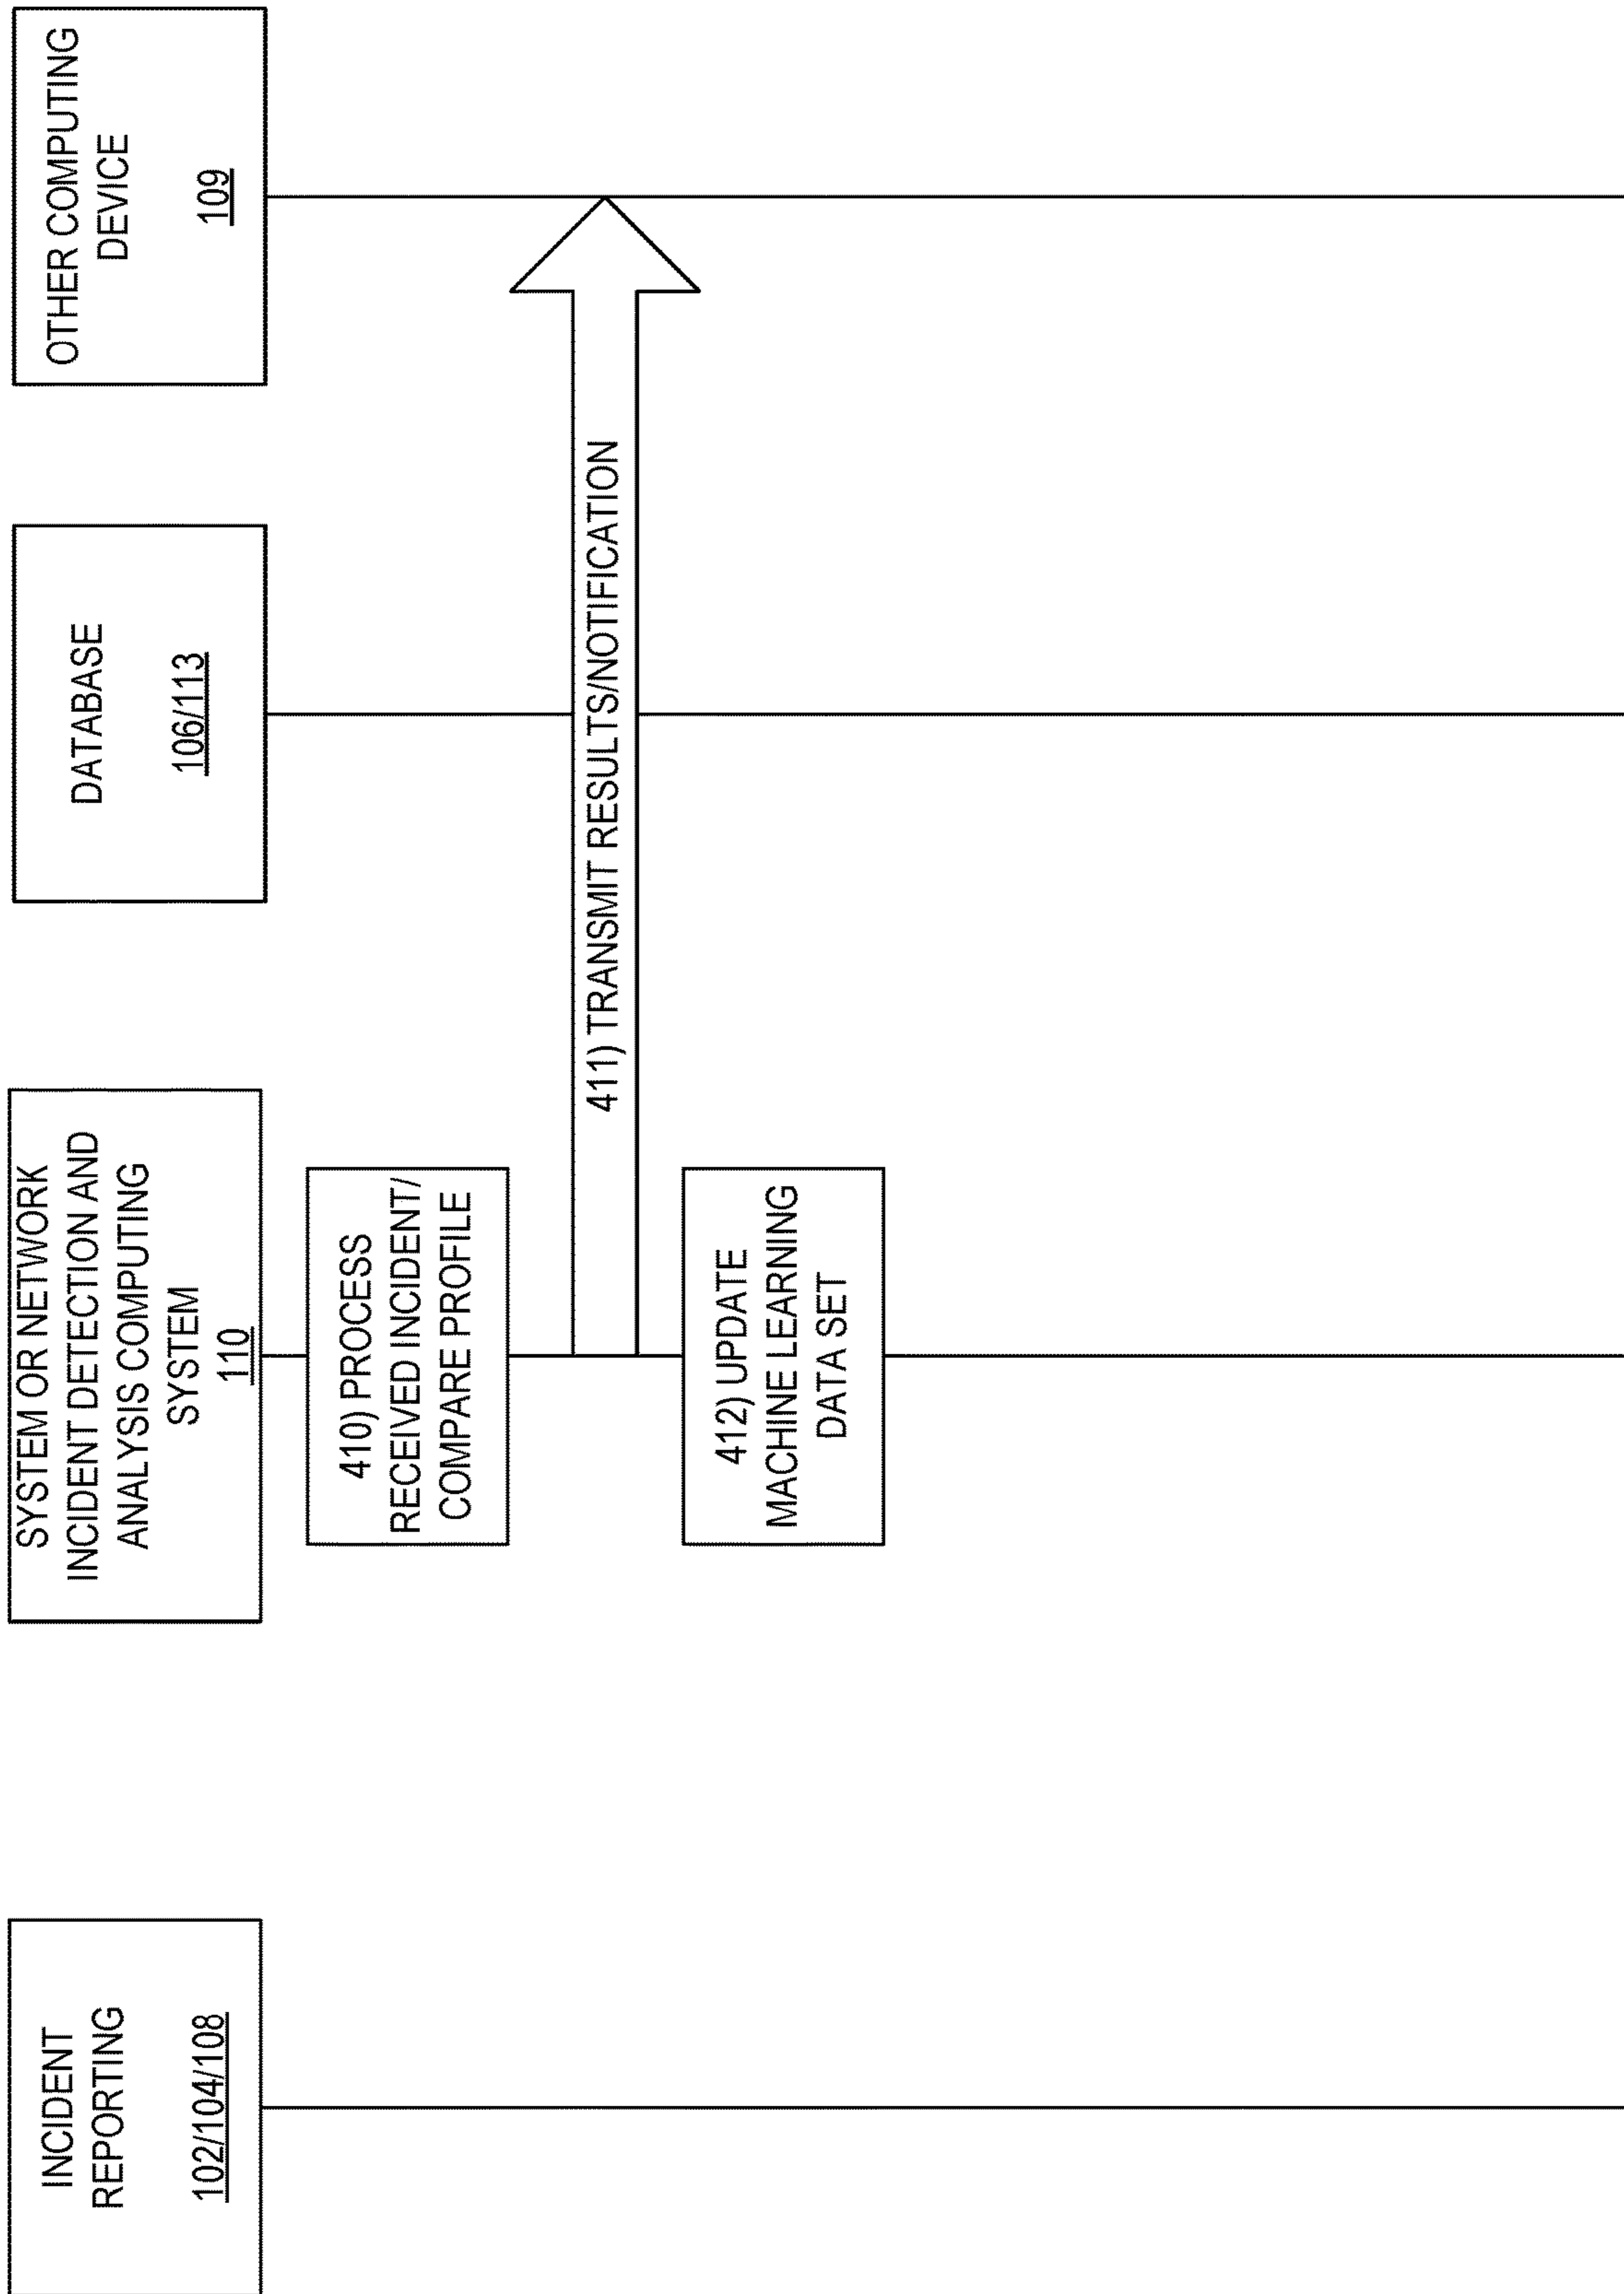 INCIDENT
REPORTING
102/104/108
SYSTEM OR NETWORK
INCIDENT DETECTION AND
ANALYSIS COMPUTING
SYSTEM
110
DATABASE
106/113
OTHER COMPUTING
DEVICE
109
410) PROCESS
RECEIVED INCIDENT/
COMPARE PROFILE
411) TRANSMIT RESULTS/NOTIFICATION
412) UPDATE
MACHINE LEARNING
DATA SET